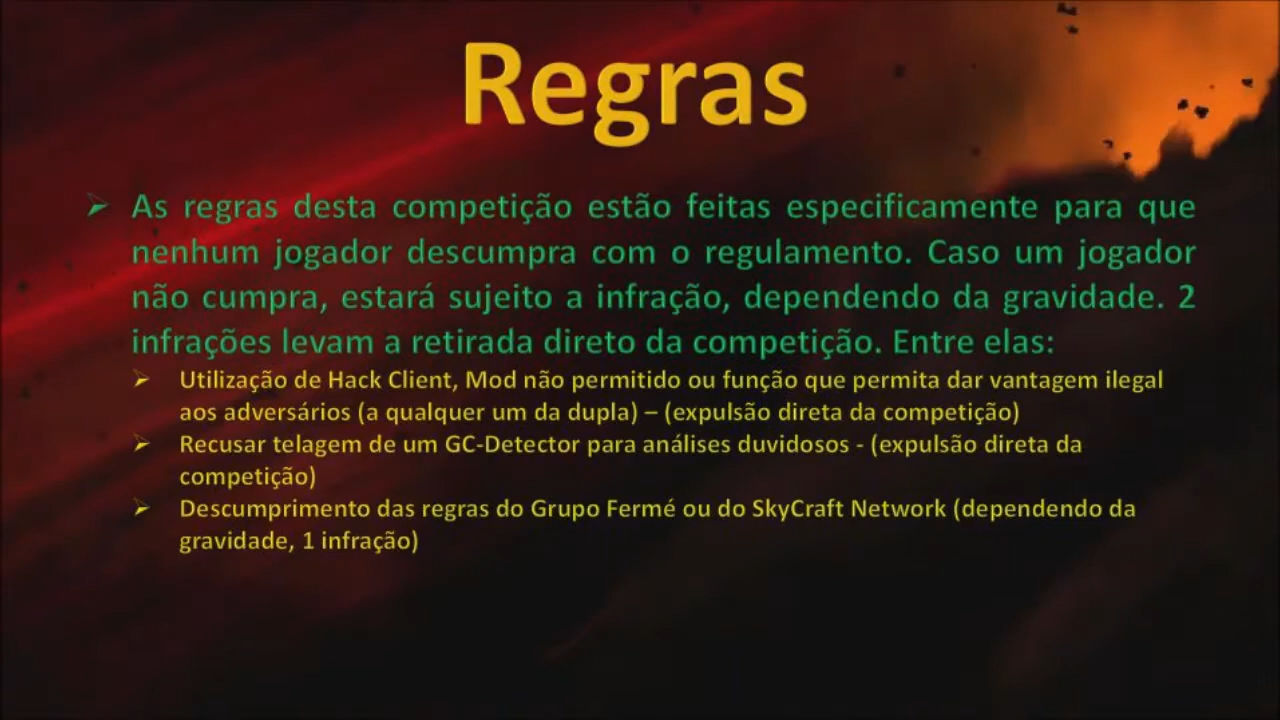 Regras
As regras desta competição estão feitas especificamente para que
nenhum jogador descumpra com o regulamento. Caso um jogador
não cumpra, estará sujeito a infração, dependendo da gravidade. 2
infrações levam a retirada direto da competição. Entre elas:
Utilização de Hack Client, Mod não permitido ou função que permita dar vantagem ilegal
aos adversários (a qualquer um da dupla) – (expulsão direta da competição)
Recusar telagem de um GC-Detector para análises duvidosos - (expulsão direta da
competição)
Descumprimento das regras do Grupo Fermé ou do SkyCraft Network (dependendo da
gravidade, 1 infração)